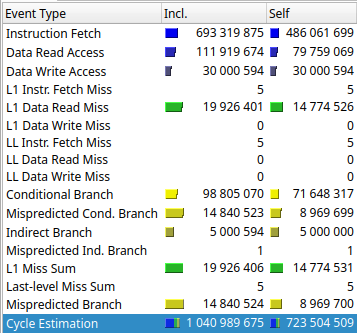 Event Type Incl. Self
Instruction Fetch 693 319 875 486 061 699
Data Read Access 111 919 674 79 759 069
Data Write Access 30 000 594 30 000 594
L1 Instr. Fetch Miss 5 5
L1 Data Read Miss 19 926 401 14 774 526
L1 Data Write Miss 0 0
LL Instr. Fetch Miss 5 5
LL Data Read Miss 0 0
LL Data Write Miss 0 0
Conditional Branch 98 805 070 71 648 317
Mispredicted Cond. Branch 14 840 523 8 969 699
Indirect Branch 5 000 594 5 000 000
Mispredicted Ind. Branch 1 1
L1 Miss Sum 19 926 406 14 774 531
Last-level Miss Sum 5 5
Mispredicted Branch 14 840 524 8 969 700
Cycle Estimation 1 040 989 675 723 504 509